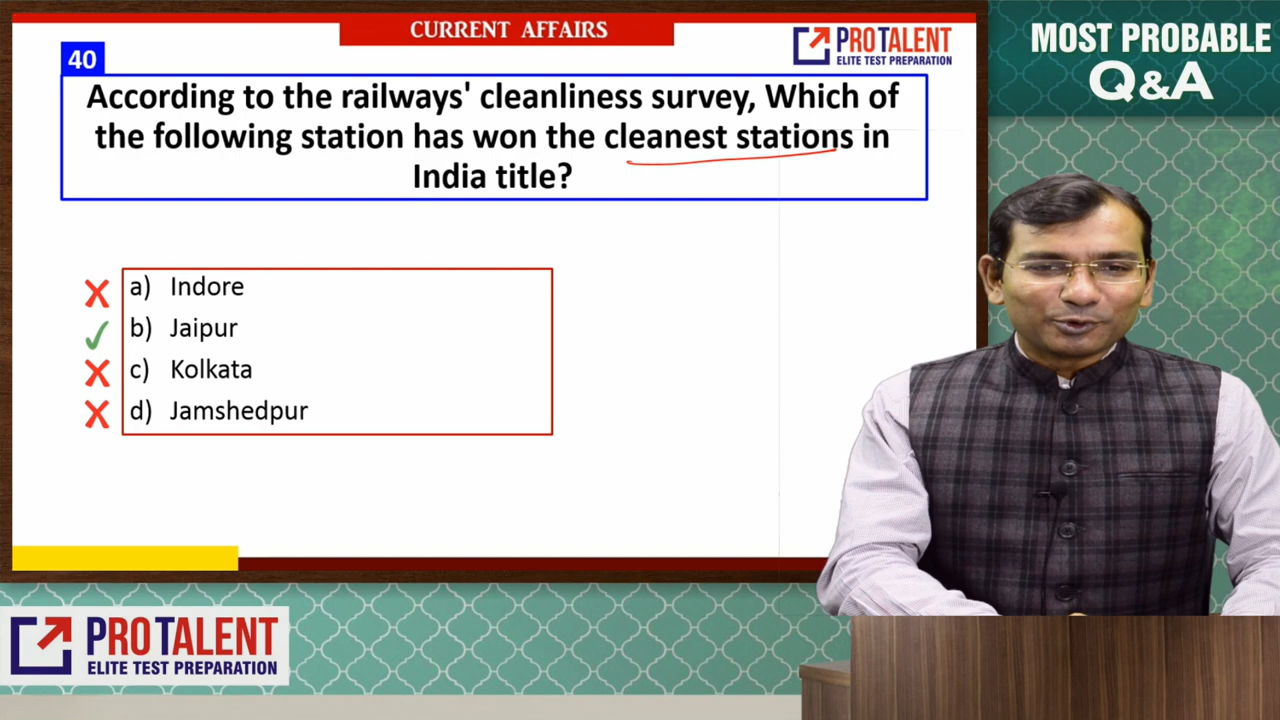 CURRENT AFFAIRS
PROTALENT
ELITE TEST PREPARATION
MOST PROBABLE
Q&A
40
According to the railways' cleanliness survey, Which of
the following station has won the cleanest stations in
India title?
a) Indore
b) Jaipur
c) Kolkata
d) Jamshedpur
PROTALENT
ELITE TEST PREPARATION